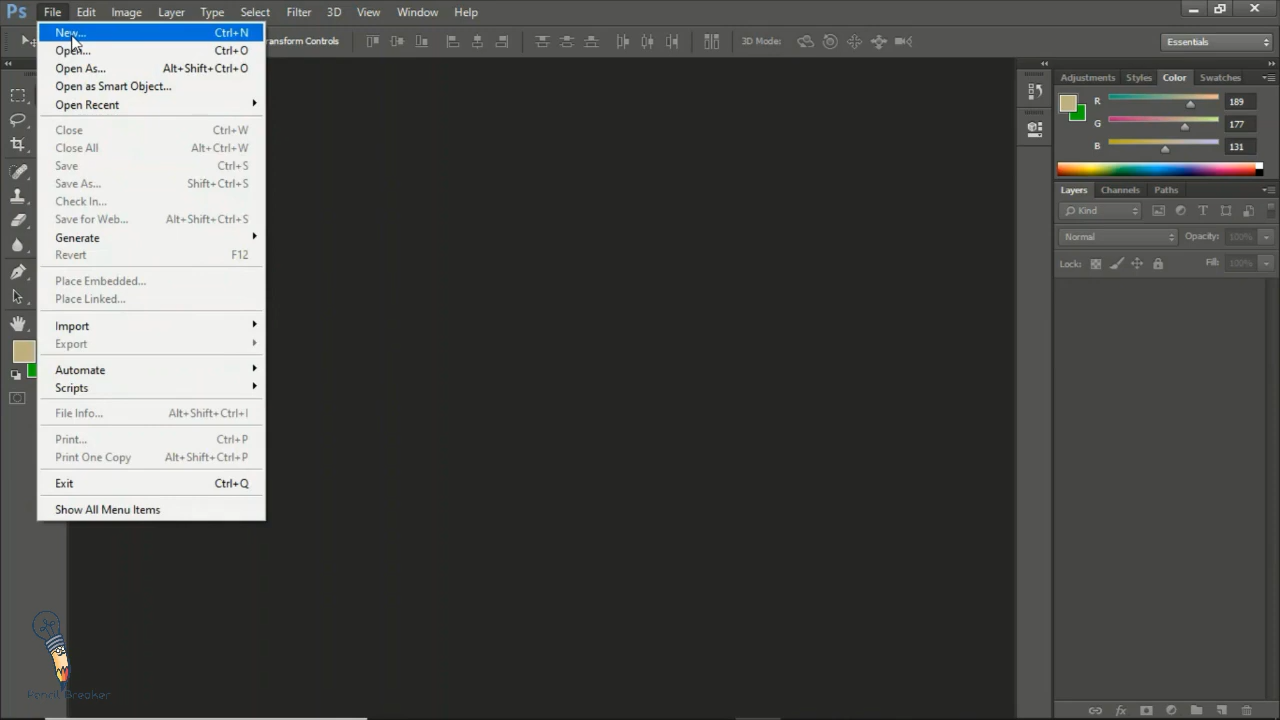 Ps File Edit Image Layer Type Select Filter 3D View Window Help
New... Ctrl+N
Open... Ctrl+O
Open As... Alt+Shift+Ctrl+O
Open as Smart Object...
Open Recent
Close Ctrl+W
Close All Alt+Ctrl+W
Save Ctrl+S
Save As... Shift+Ctrl+S
Check In...
Save for Web... Alt+Shift+Ctrl+S
Generate
Revert F12
Place Embedded...
Place Linked...
Import
Export
Automate
Scripts
File Info... Alt+Shift+Ctrl+I
Print... Ctrl+P
Print One Copy Alt+Shift+Ctrl+P
Exit Ctrl+Q
Show All Menu Items
Controls 3D Mode: Essentials
Adjustments Styles Color Swatches
R 189
G 177
B 131
Layers Channels Paths
Kind
Normal Opacity: 100%
Lock: Fill: 100%
Pencil Breaker